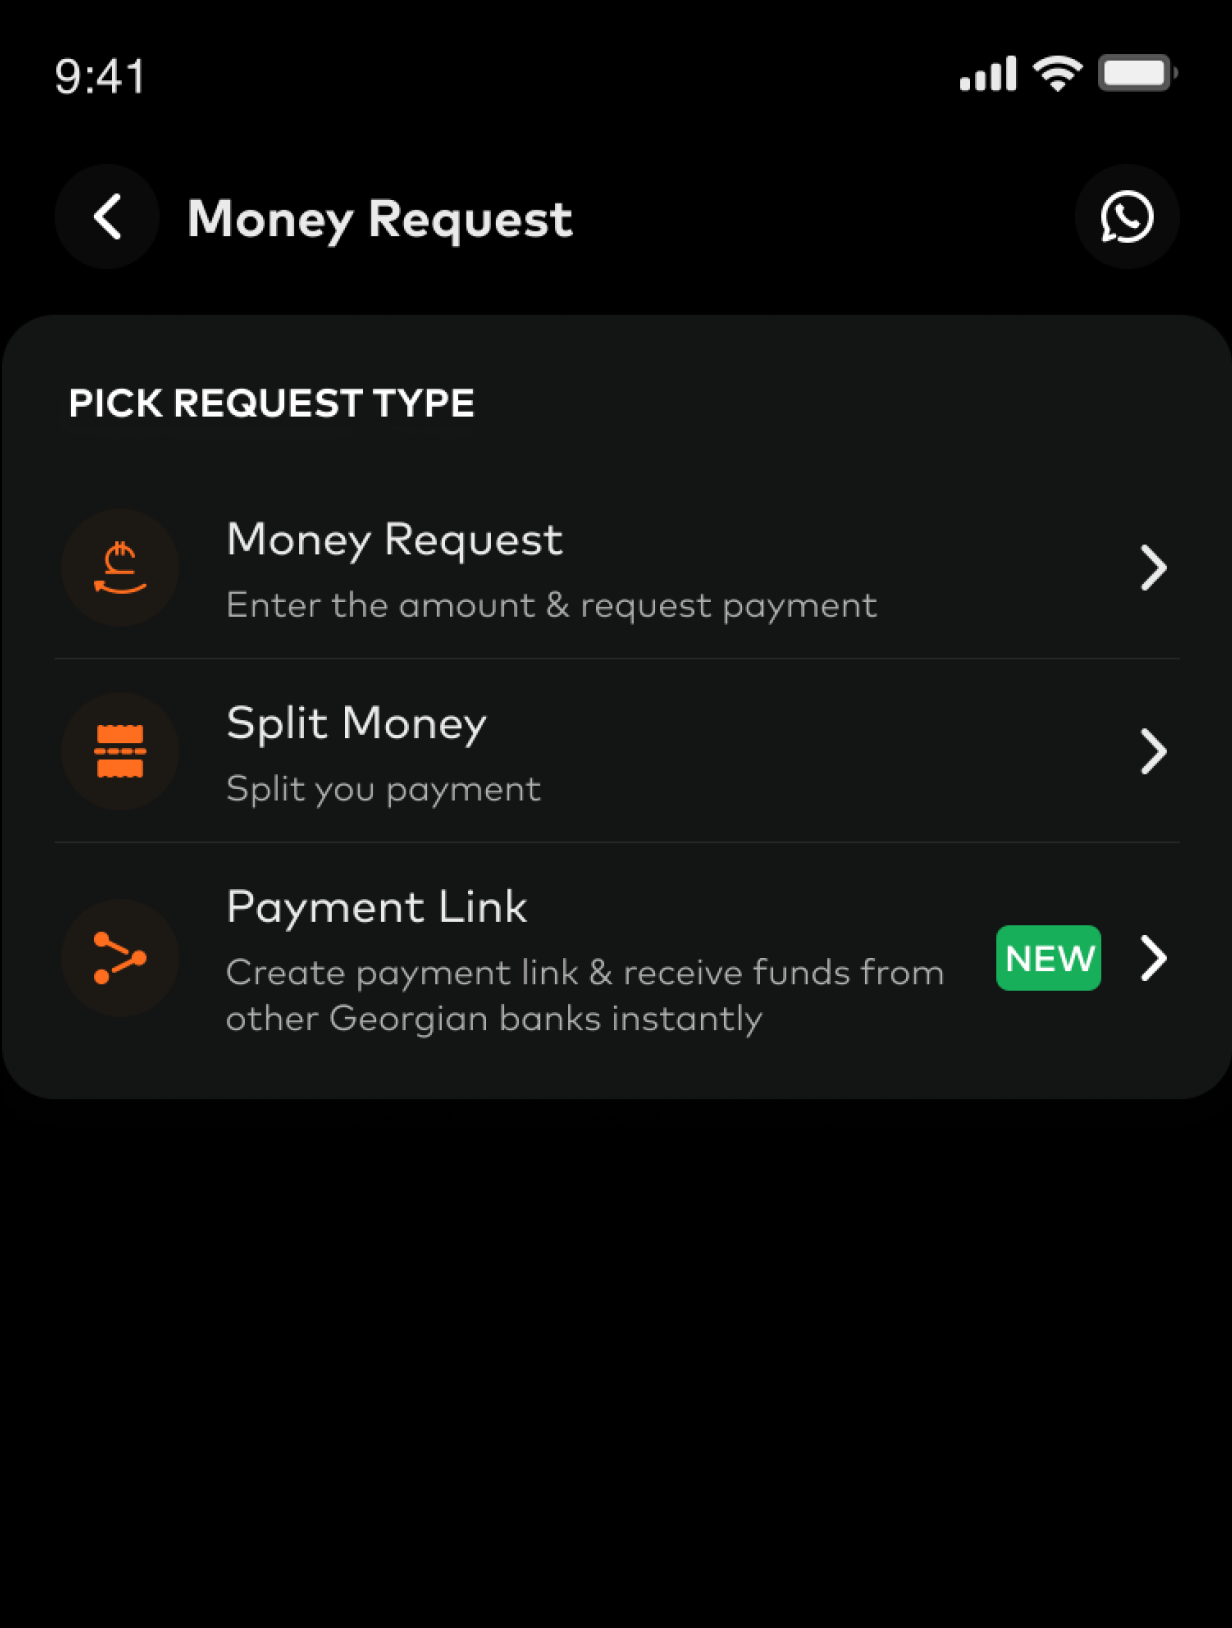 9:41
Money Request
PICK REQUEST TYPE
Money Request
Enter the amount & request payment
Split Money
Split you payment
Payment Link
Create payment link & receive funds from
other Georgian banks instantly
NEW